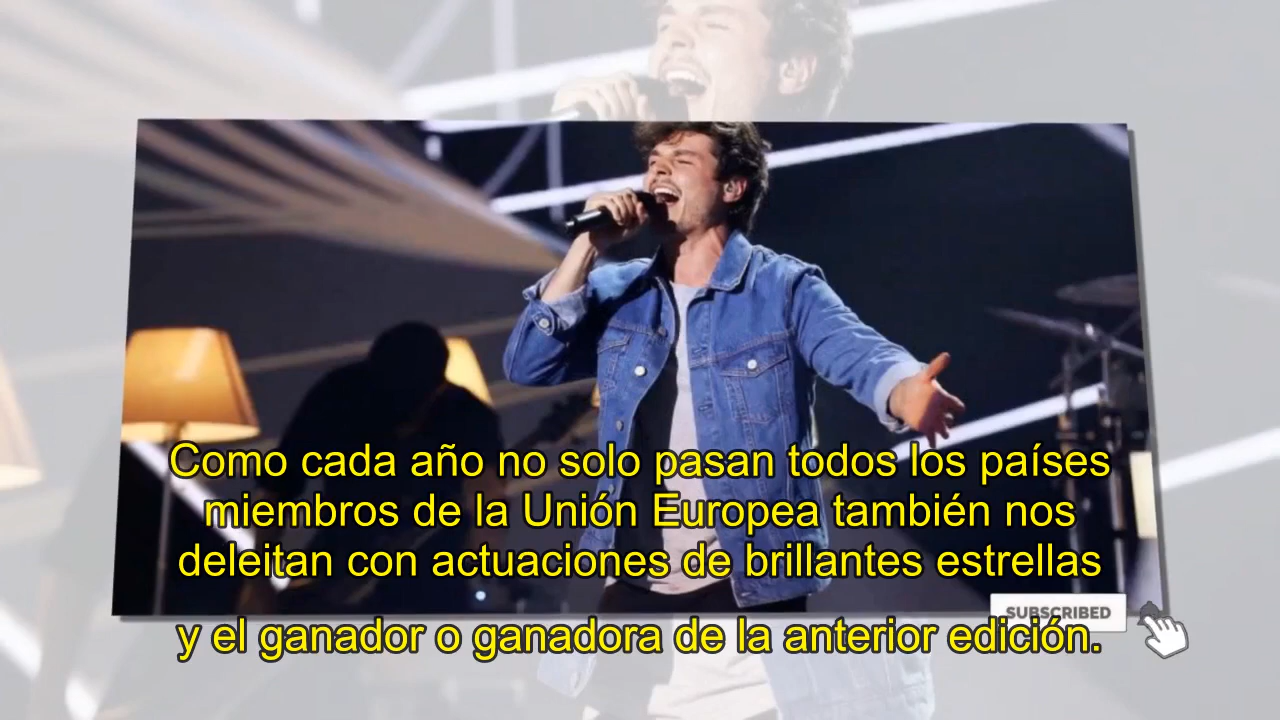 Como cada año no solo pasan todos los países
miembros de la Unión Europea también nos
deleitan con actuaciones de brillantes estrellas
SUBSCRIBED
y el ganador o ganadora de la anterior edición.